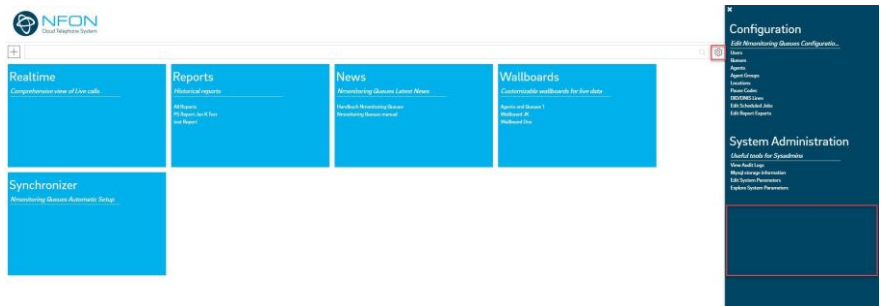 NFON
Cloud Telephone System
Realtime
Comprehensive view of Live calls
Reports
Historical reports
All Reports
PS Report Jan R Test
test Report
News
Nmonitoring Queues Latest News
Handbuch Nmonitoring Queues
Nmonitoring Queues manual
Wallboards
Customizable wallboards for live data
Agents and Queues 1
Wallboard JK
Wallboard Dno
Synchronizer
Nmonitoring Queues Automatic Setup
Configuration
Edit Nmonitoring Queues Configuratio...
Users
Queues
Agents
Agent Groups
Locations
Pause Codes
DID/DNIS Lines
Edit Scheduled Jobs
Edit Report Exports
System Administration
Useful tools for Sysadmins
View Audit Logs
Mysql storage information
Edit System Parameters
Explore System Parameters